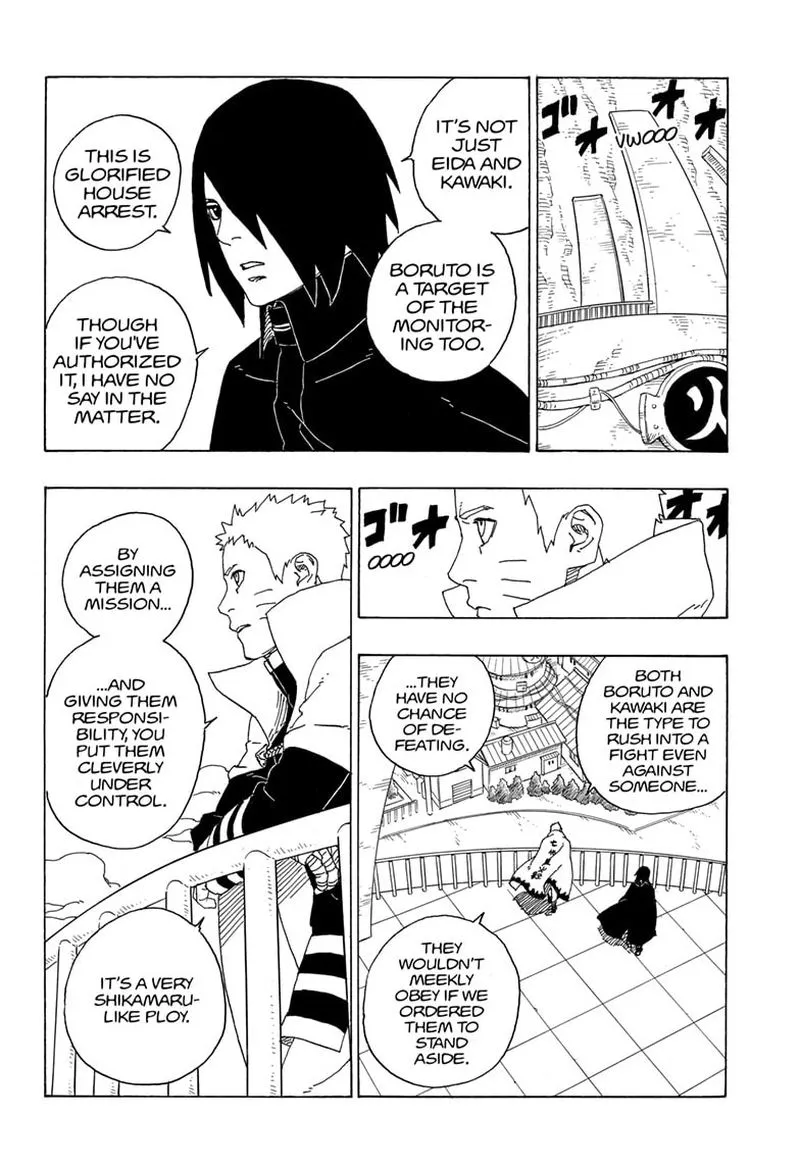 ゴオオオ
VWOOO
IT'S NOT
JUST
EIDA AND
KAWAKI.
BORUTO IS
A TARGET
OF THE
MONITOR-
ING TOO.
THIS IS
GLORIFIED
HOUSE
ARREST.
THOUGH
IF YOU'VE
AUTHORIZED
IT, I HAVE NO
SAY IN THE
MATTER.
ゴオオオ
OOOO
BOTH
BORUTO AND
KAWAKI ARE
THE TYPE TO
RUSH INTO A
FIGHT EVEN
AGAINST
SOMEONE...
...THEY
HAVE NO
CHANCE
OF DE-
FEATING.
THEY
WOULDN'T
MEEKLY
OBEY IF WE
ORDERED
THEM TO
STAND
ASIDE.
BY
ASSIGNING
THEM A
MISSION...
...AND
GIVING THEM
RESPONSI-
BILITY, YOU
PUT THEM
CLEVERLY
UNDER
CONTROL.
IT'S A VERY
SHIKAMARU-
LIKE PLOY.